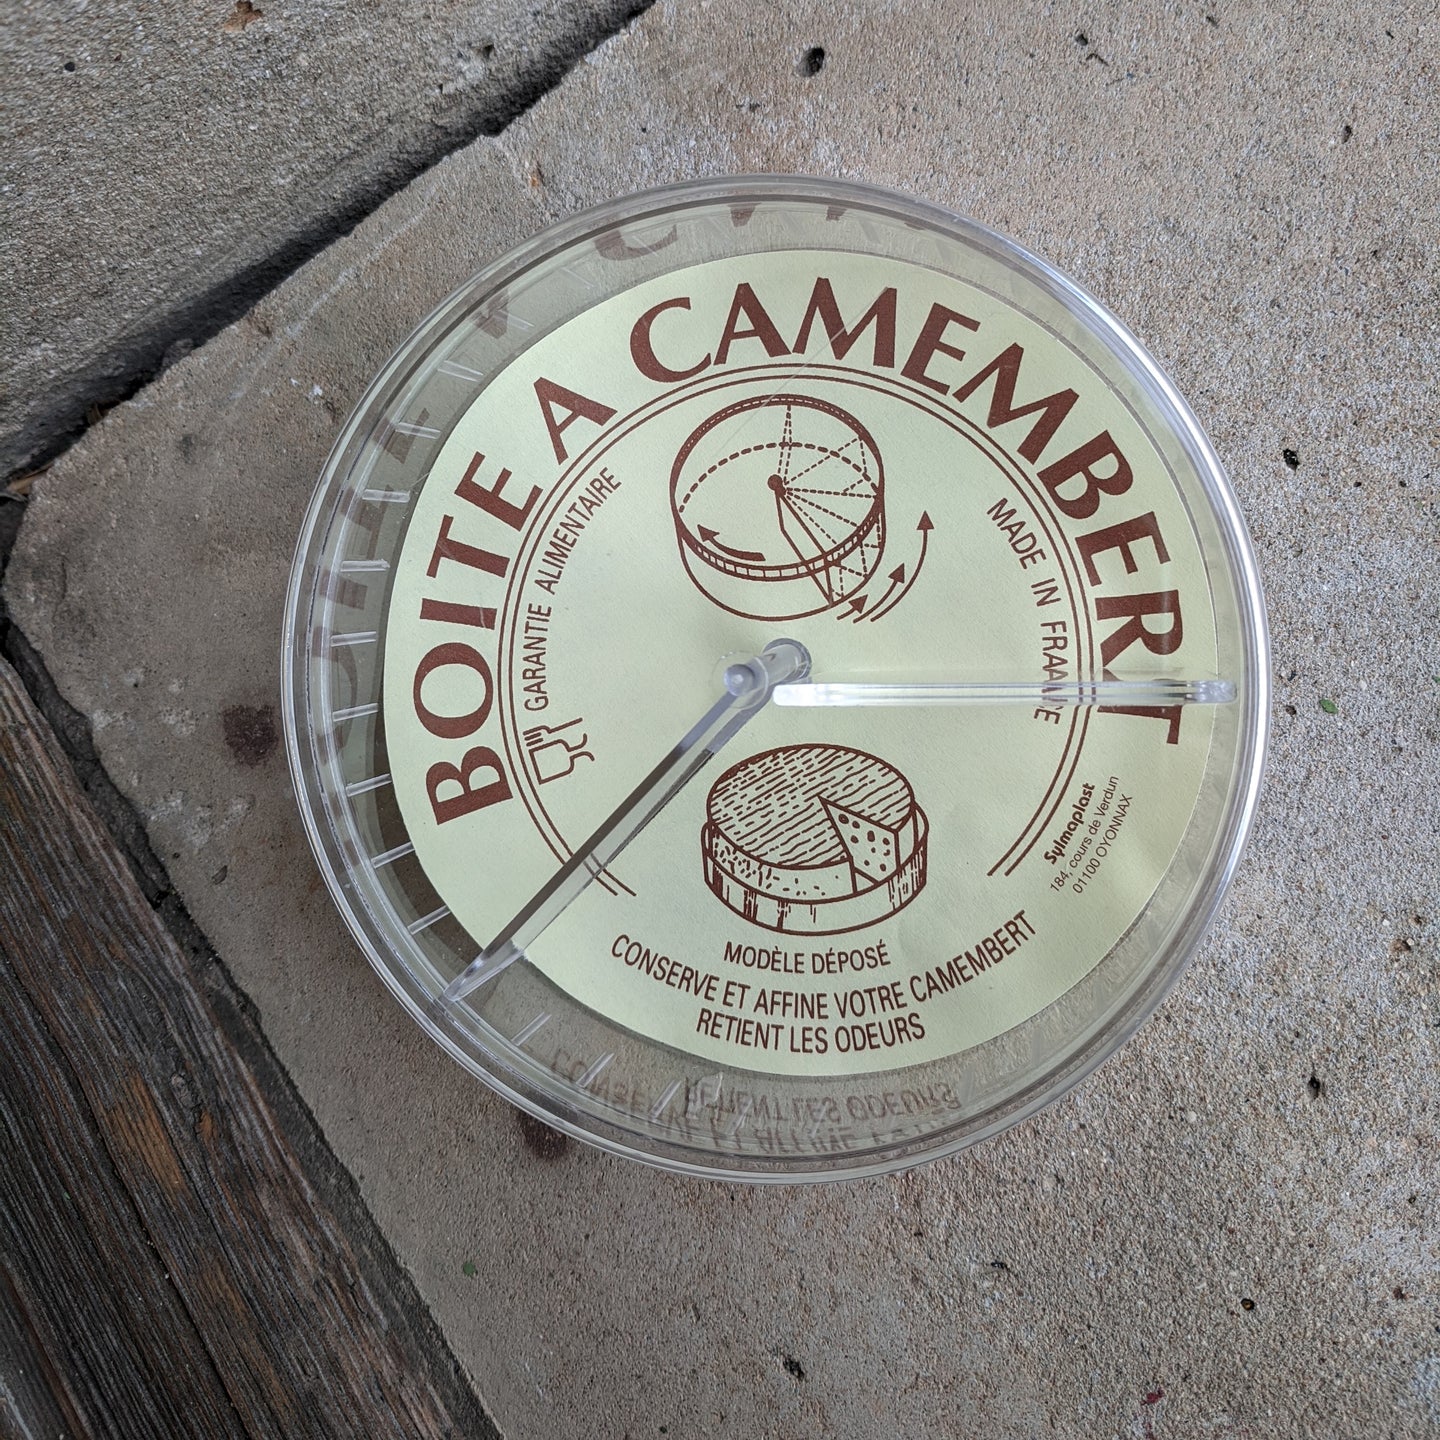 BOITE A CAMEMBERT
GARANTIE ALIMENTAIRE
MADE IN FRANCE
MODÈLE DÉPOSÉ
CONSERVE ET AFFINE VOTRE CAMEMBERT
RETIENT LES ODEURS
Sylmaplast
184, cours de Verdun
01100 OYONNAX